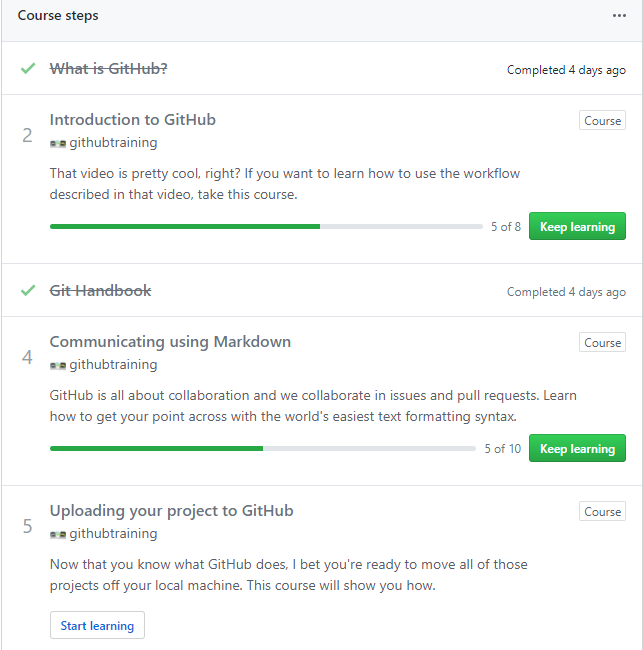 Course steps
What is GitHub?
Completed 4 days ago
2
Introduction to GitHub
Course
githubtraining
That video is pretty cool, right? If you want to learn how to use the workflow
described in that video, take this course.
5 of 8
Keep learning
Git Handbook
Completed 4 days ago
4
Communicating using Markdown
Course
githubtraining
GitHub is all about collaboration and we collaborate in issues and pull requests. Learn
how to get your point across with the world's easiest text formatting syntax.
5 of 10
Keep learning
5
Uploading your project to GitHub
Course
githubtraining
Now that you know what GitHub does, I bet you're ready to move all of those
projects off your local machine. This course will show you how.
Start learning